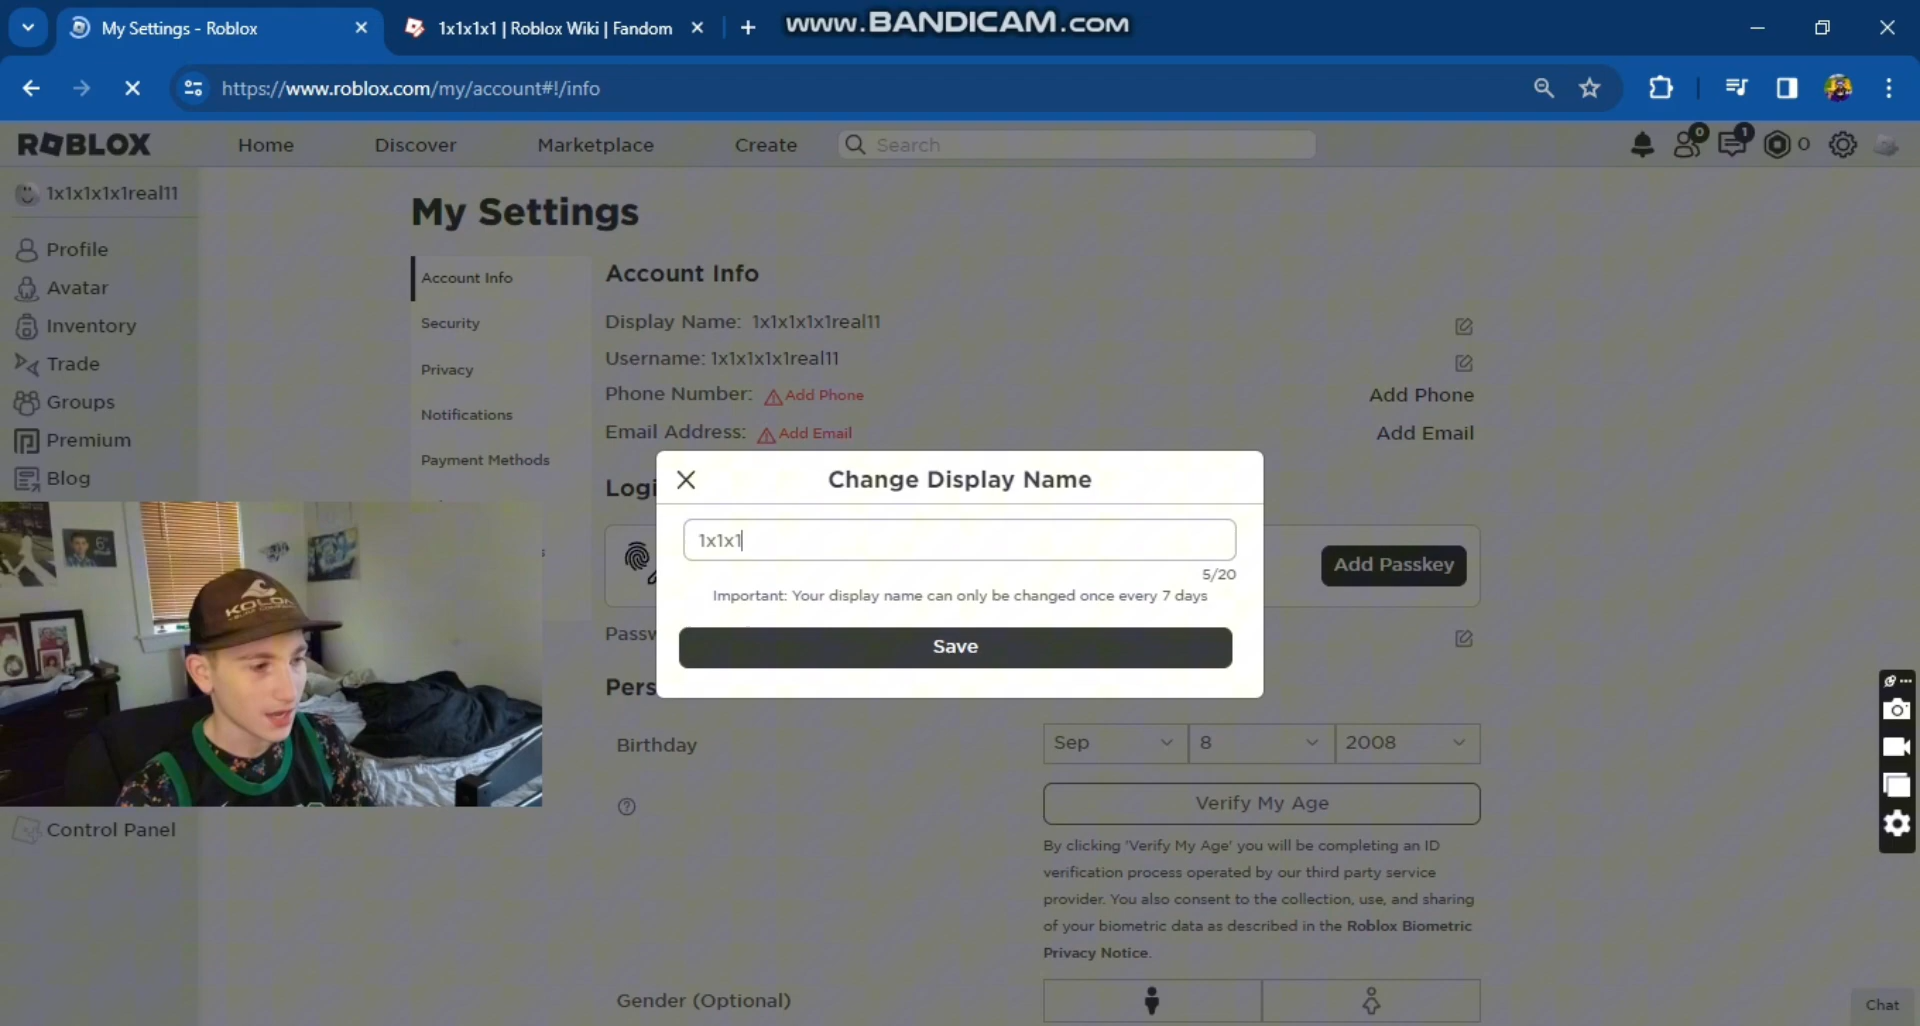 My Settings - Roblox
1x1x1x1 | Roblox Wiki | Fandom
www.BANDICAM.com
https://www.roblox.com/my/account#!/info
ROBLOX
Home
Discover
Marketplace
Create
Search
0
1
0
1x1x1x1x1real11
Profile
Avatar
Inventory
Trade
Groups
Premium
Blog
Control Panel
My Settings
Account Info
Security
Privacy
Notifications
Payment Methods
Account Info
Display Name: 1x1x1x1x1real11
Username: 1x1x1x1x1real11
Phone Number: Add Phone
Add Phone
Email Address: Add Email
Add Email
Logi
Change Display Name
1x1x1
5/20
Important: Your display name can only be changed once every 7 days
Save
Add Passkey
Passw
Pers
Birthday
Sep
8
2008
Verify My Age
By clicking 'Verify My Age' you will be completing an ID
verification process operated by our third party service
provider. You also consent to the collection, use, and sharing
of your biometric data as described in the Roblox Biometric
Privacy Notice.
Gender (Optional)
Chat